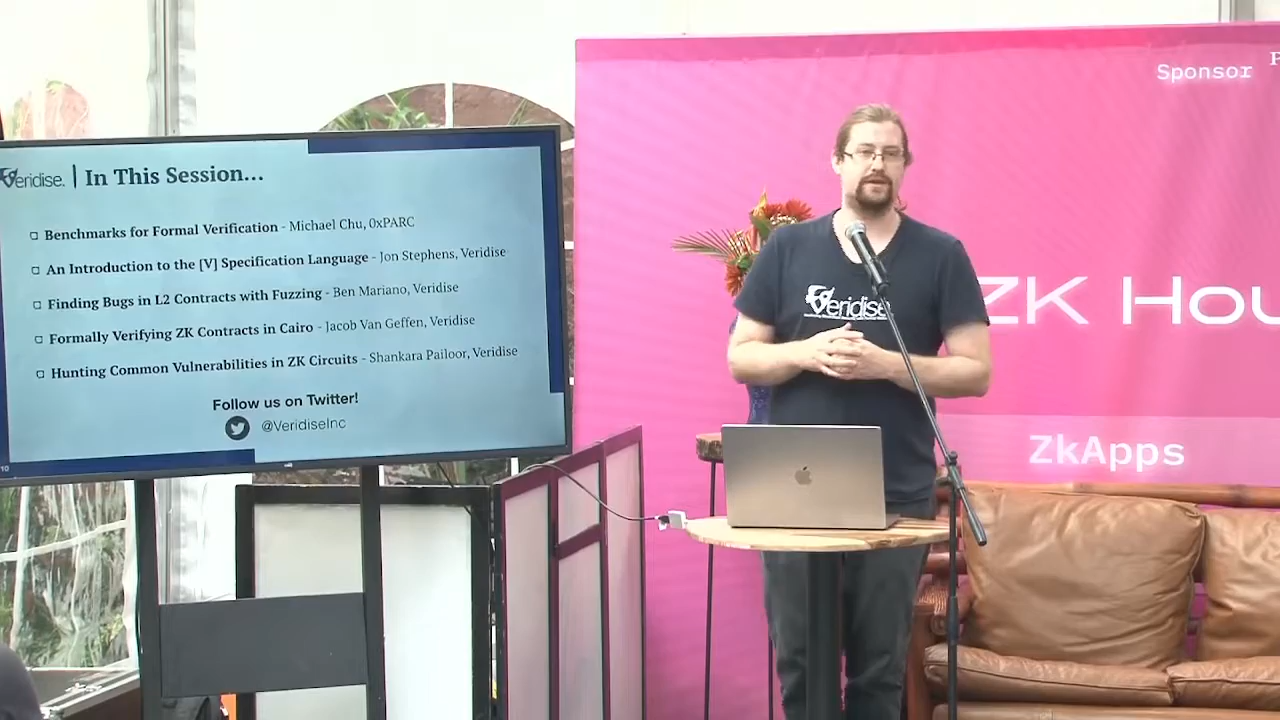 Veridise. | In This Session...
Benchmarks for Formal Verification - Michael Chu, 0xPARC
An Introduction to the [V] Specification Language - Jon Stephens, Veridise
Finding Bugs in L2 Contracts with Fuzzing - Ben Mariano, Veridise
Formally Verifying ZK Contracts in Cairo - Jacob Van Geffen, Veridise
Hunting Common Vulnerabilities in ZK Circuits - Shankara Pailoor, Veridise
Follow us on Twitter!
@VeridiseInc
10
Sponsor
P
Veridise
ZK Hou
ZkApps